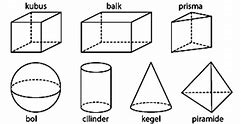 kubus balk prisma
bol cilinder kegel piramide